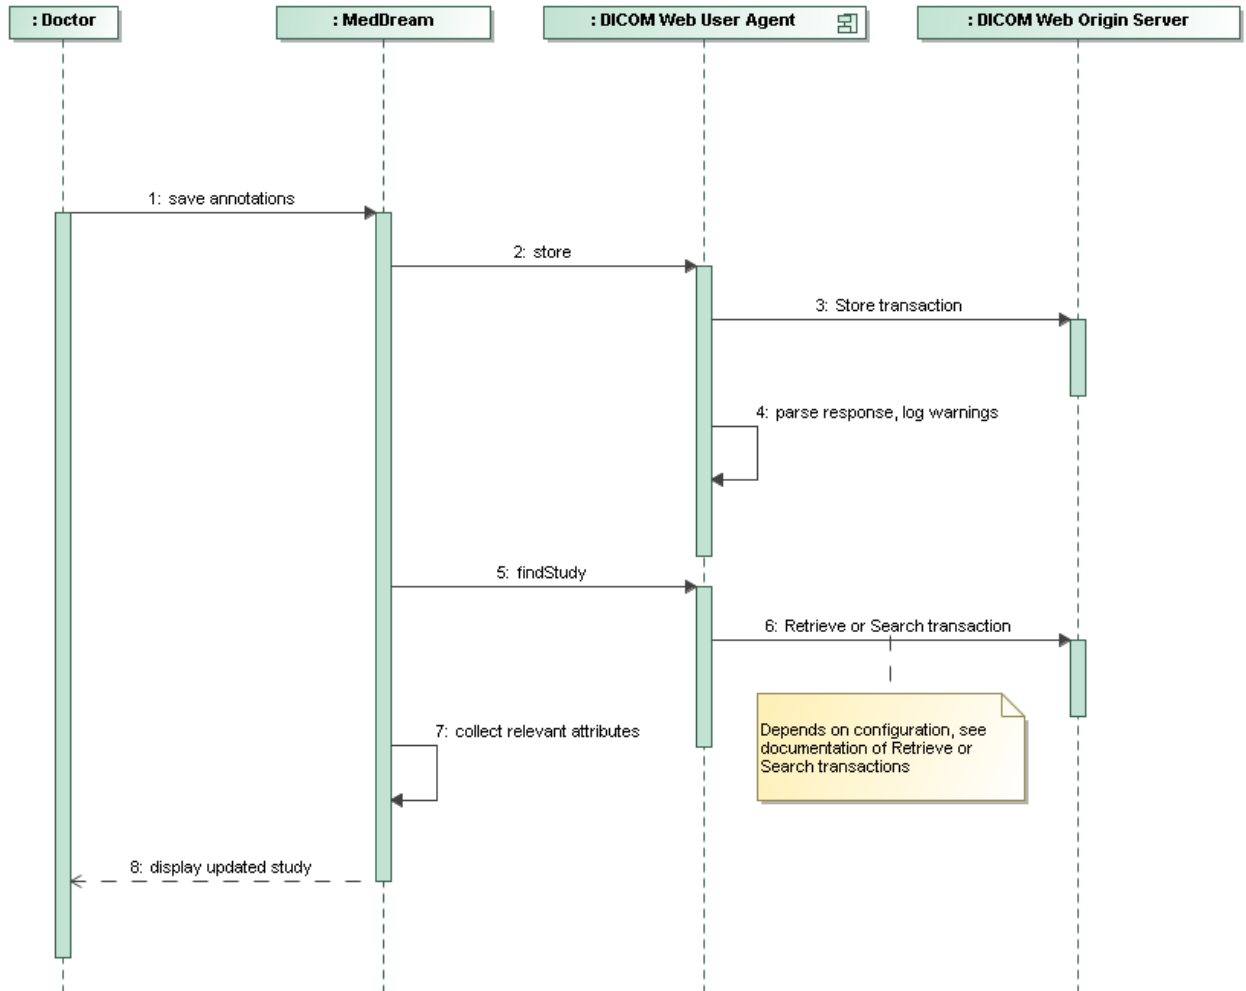 : Doctor
: MedDream
: DICOM Web User Agent
: DICOM Web Origin Server
1: save annotations
2: store
3: Store transaction
4: parse response, log warnings
5: findStudy
6: Retrieve or Search transaction
Depends on configuration, see
documentation of Retrieve or
Search transactions
7: collect relevant attributes
8: display updated study